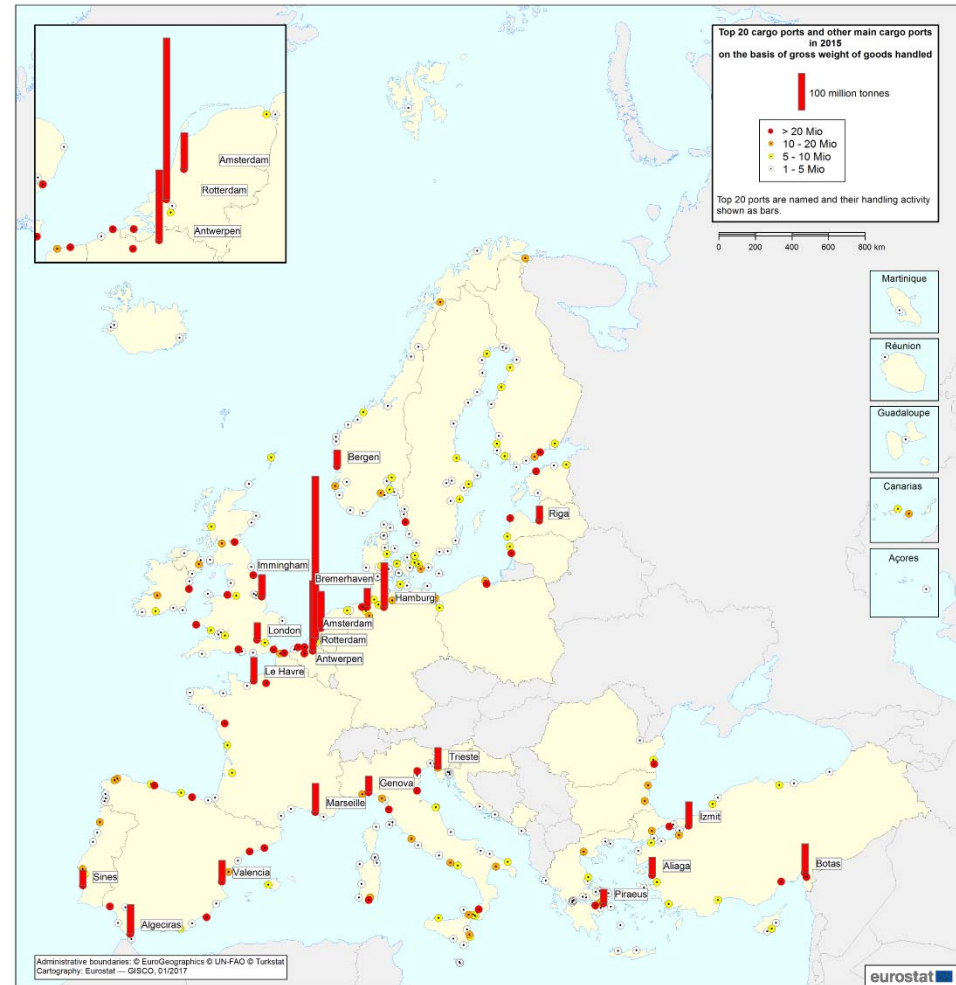 Top 20 cargo ports and other main cargo ports
in 2015
on the basis of gross weight of goods handled
100 million tonnes
> 20 Mio
10 - 20 Mio
5 - 10 Mio
1 - 5 Mio
Top 20 ports are named and their handling activity
shown as bars.
0 200 400 600 800 km
Amsterdam
Rotterdam
Antwerpen
Martinique
Réunion
Guadaloupe
Canarias
Açores
Bergen
Riga
Immingham
Bremerhaven
Hamburg
London
Amsterdam
Rotterdam
Antwerpen
Le Havre
Trieste
Genova
Marseille
Izmit
Sines
Valencia
Aliaga
Botas
Piraeus
Algeciras
Administrative boundaries: © EuroGeographics © UN-FAO © Turkstat
Cartography: Eurostat — GISCO, 01/2017
eurostat